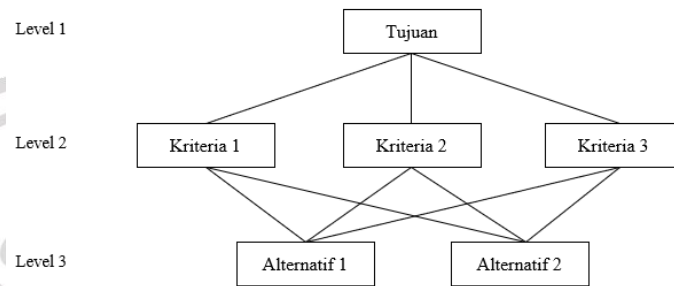 Level 1
Tujuan
Level 2
Kriteria 1
Kriteria 2
Kriteria 3
Level 3
Alternatif 1
Alternatif 2